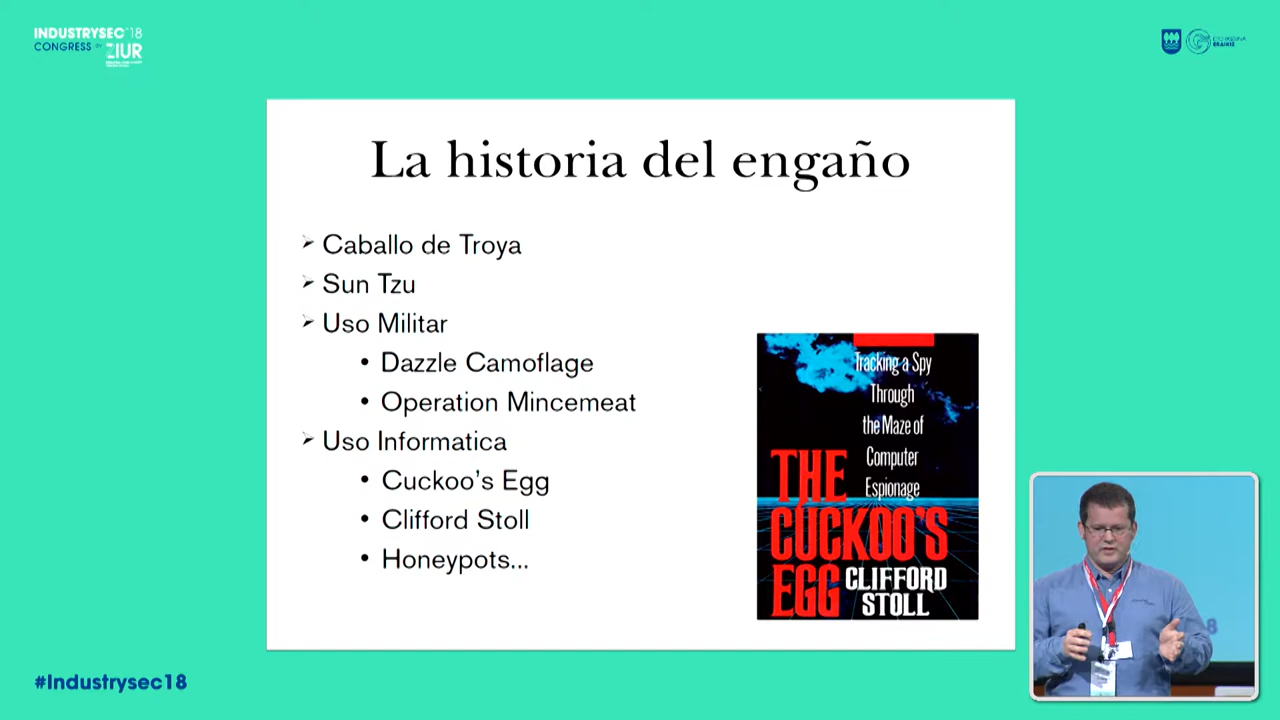 INDUSTRYSEC'18
CONGRESS BY ZIUR
La historia del engaño
➢ Caballo de Troya
➢ Sun Tzu
➢ Uso Militar
• Dazzle Camoflage
• Operation Mincemeat
➢ Uso Informatica
• Cuckoo's Egg
• Clifford Stoll
• Honeypots...
Tracking a Spy
Through
the Maze of
Computer
Espionage
THE
CUCKOO'S
EGG
CLIFFORD
STOLL
#Industrysec18